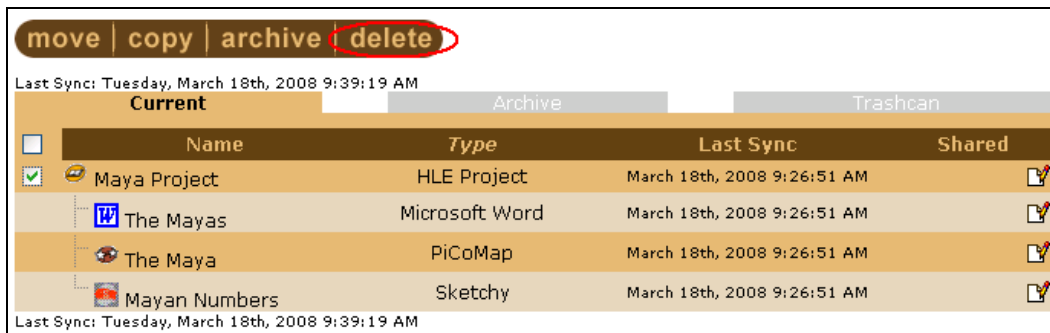 move | copy | archive | delete
Last Sync: Tuesday, March 18th, 2008 9:39:19 AM
Current Archive Trashcan
Name Type Last Sync Shared
Maya Project HLE Project March 18th, 2008 9:26:51 AM
The Mayas Microsoft Word March 18th, 2008 9:26:51 AM
The Maya PiCoMap March 18th, 2008 9:26:51 AM
Mayan Numbers Sketchy March 18th, 2008 9:26:51 AM
Last Sync: Tuesday, March 18th, 2008 9:39:19 AM